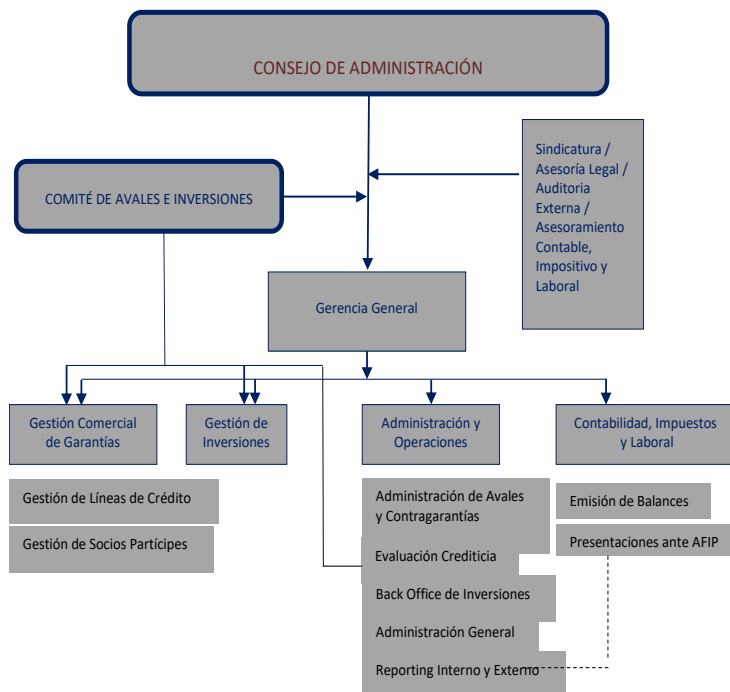 CONSEJO DE ADMINISTRACIÓN
Sindicatura /
Asesoría Legal /
Auditoria
Externa /
Asesoramiento
Contable,
Impositivo y
Laboral
COMITÉ DE AVALES E INVERSIONES
Gerencia General
Gestión Comercial
de Garantías
Gestión de
Inversiones
Administración y
Operaciones
Contabilidad, Impuestos
y Laboral
Gestión de Líneas de Crédito
Gestión de Socios Partícipes
Administración de Avales
y Contragarantías
Evaluación Crediticia
Back Office de Inversiones
Administración General
Reporting Interno y Externo
Emisión de Balances
Presentaciones ante AFIP